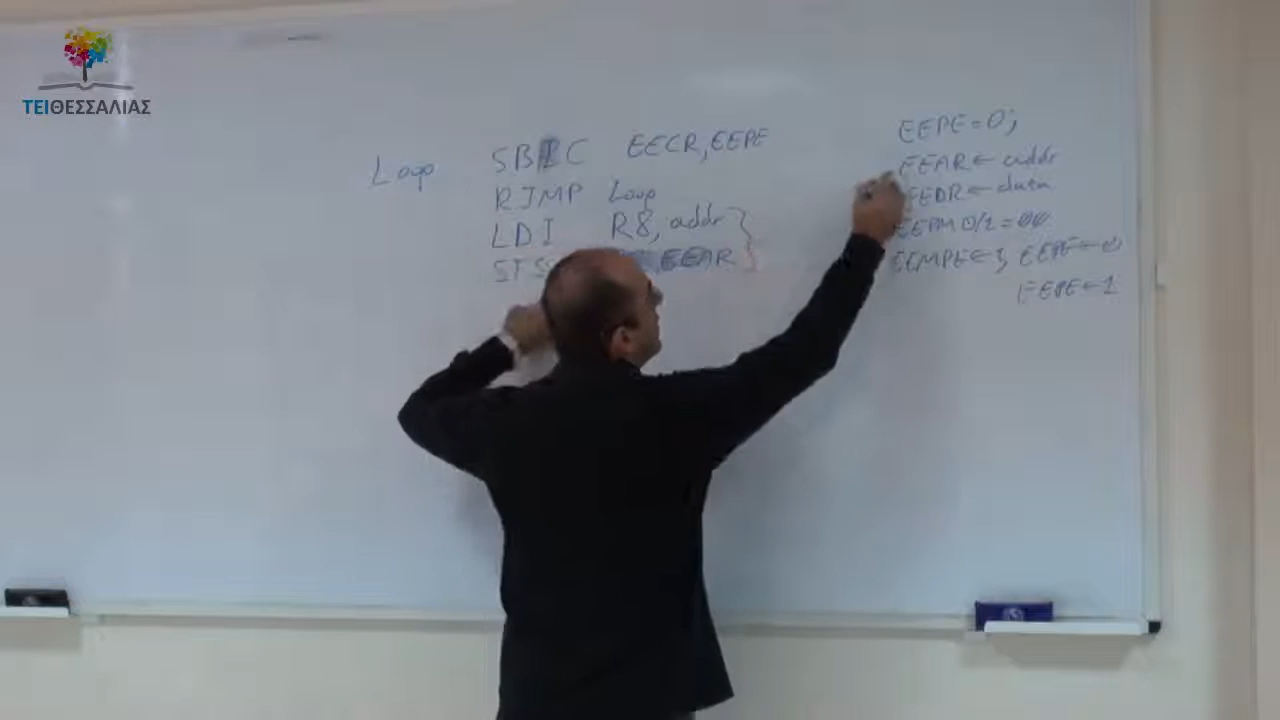 ΤΕΙΘΕΣΣΑΛΙΑΣ
Loop SBIC EECR,EEPE
RJMP Loop
LDI R8, addr
STS EEAR
EEPE=0;
EEAR←addr
EEDR←data
EEPM0/1=00
EEMPE←1, EEPE←0
EEPE←1